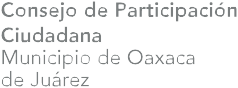 Consejo de Participación
Ciudadana
Municipio de Oaxaca
de Juárez